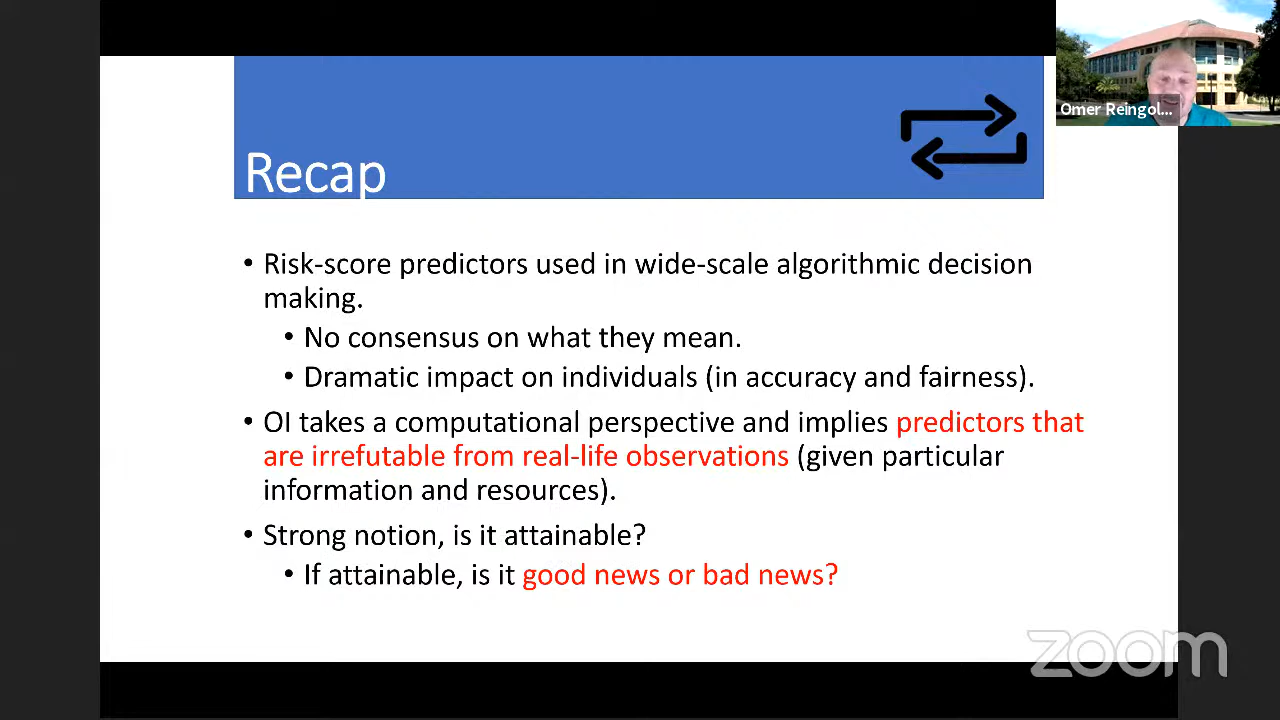 Omer Reingol...
Recap
• Risk-score predictors used in wide-scale algorithmic decision
making.
• No consensus on what they mean.
• Dramatic impact on individuals (in accuracy and fairness).
• OI takes a computational perspective and implies predictors that
are irrefutable from real-life observations (given particular
information and resources).
• Strong notion, is it attainable?
• If attainable, is it good news or bad news?
zoom